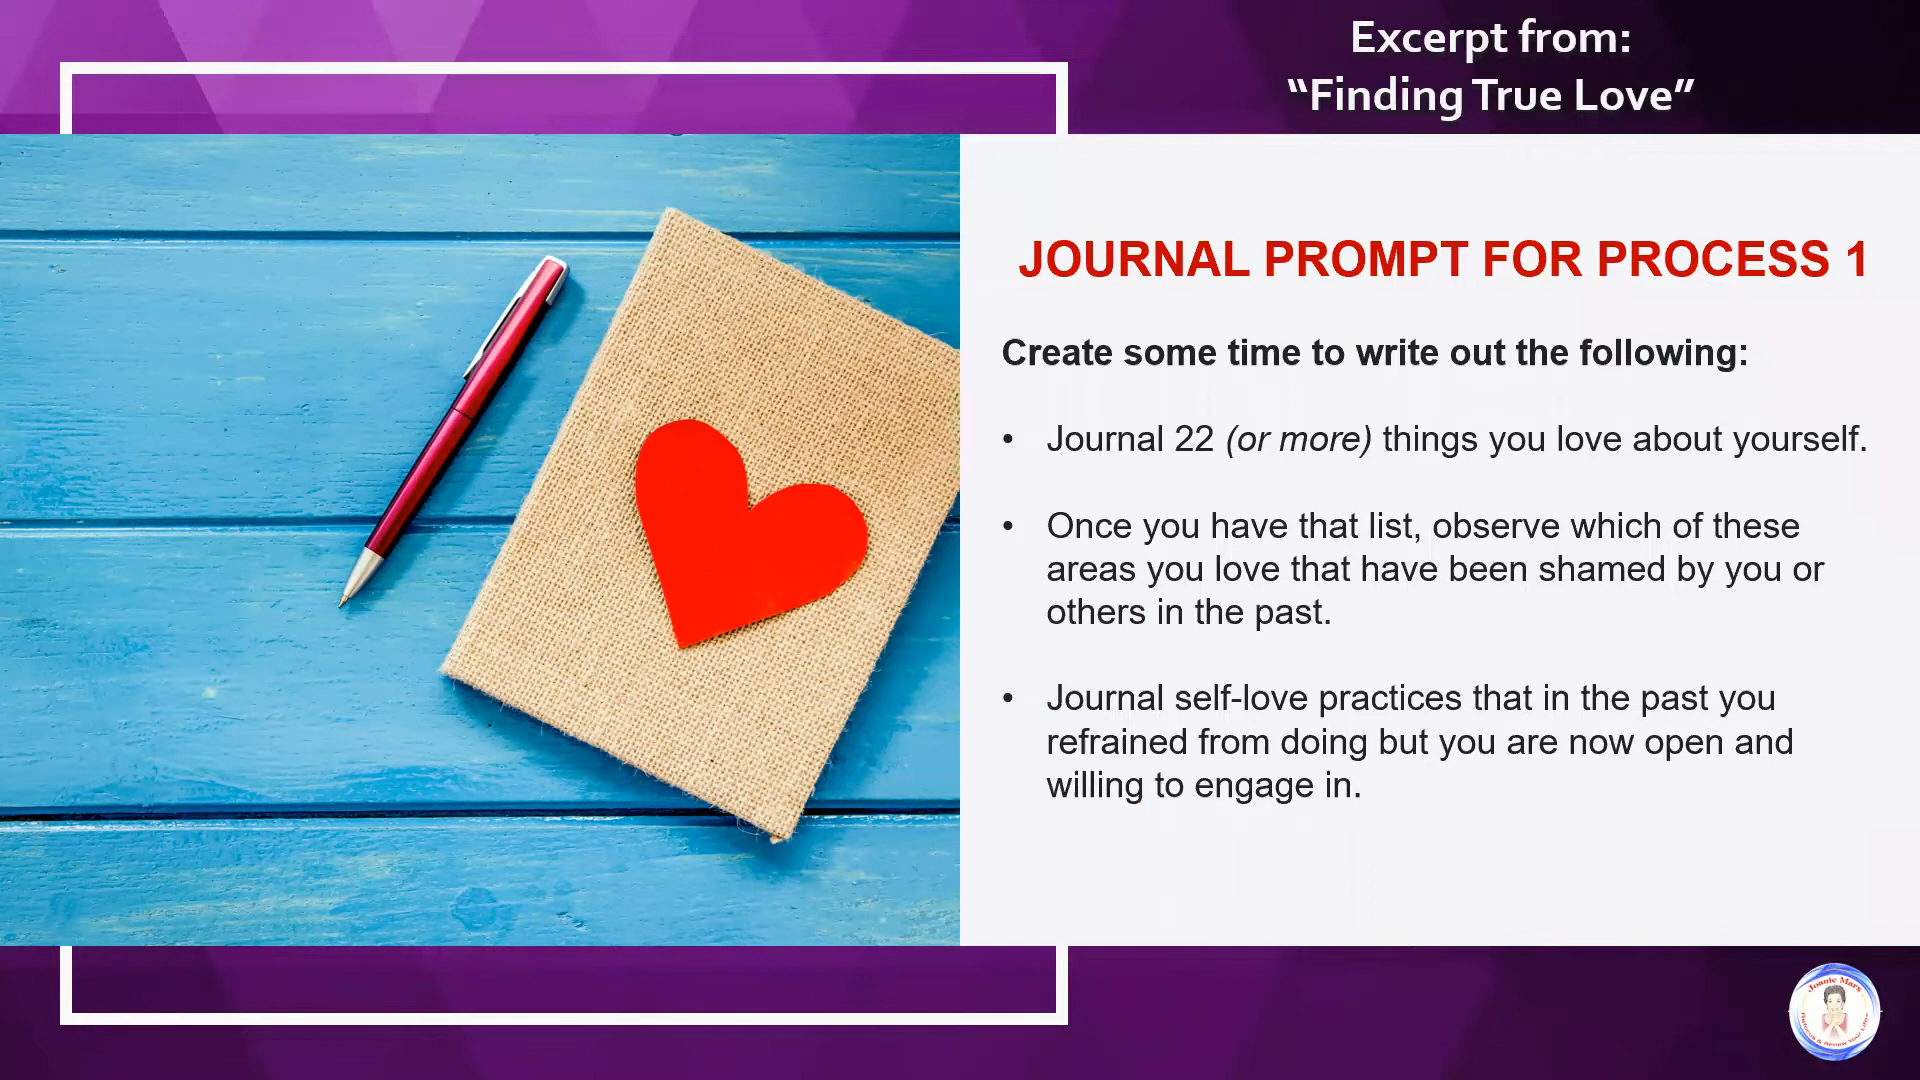 Excerpt from:
“Finding True Love”
JOURNAL PROMPT FOR PROCESS 1
Create some time to write out the following:
• Journal 22 (or more) things you love about yourself.
• Once you have that list, observe which of these
areas you love that have been shamed by you or
others in the past.
• Journal self-love practices that in the past you
refrained from doing but you are now open and
willing to engage in.
Joanie Marx